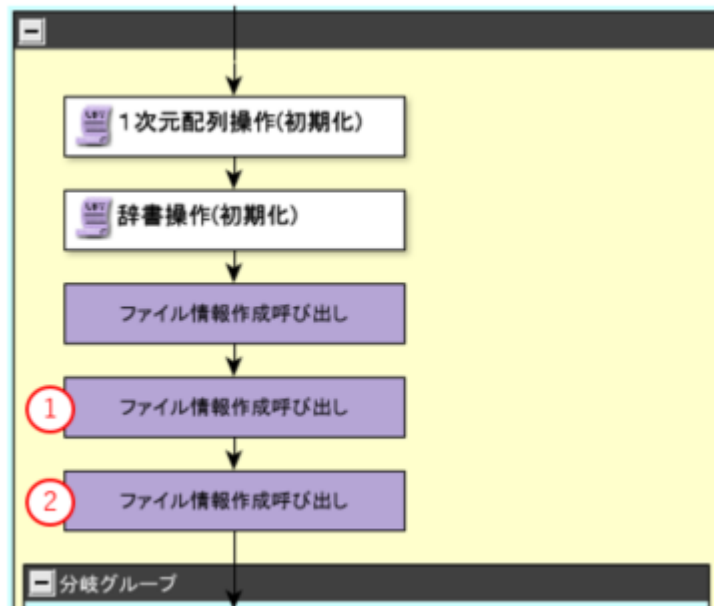 1次元配列操作(初期化)
辞書操作(初期化)
ファイル情報作成呼び出し
1
ファイル情報作成呼び出し
2
ファイル情報作成呼び出し
分岐グループ